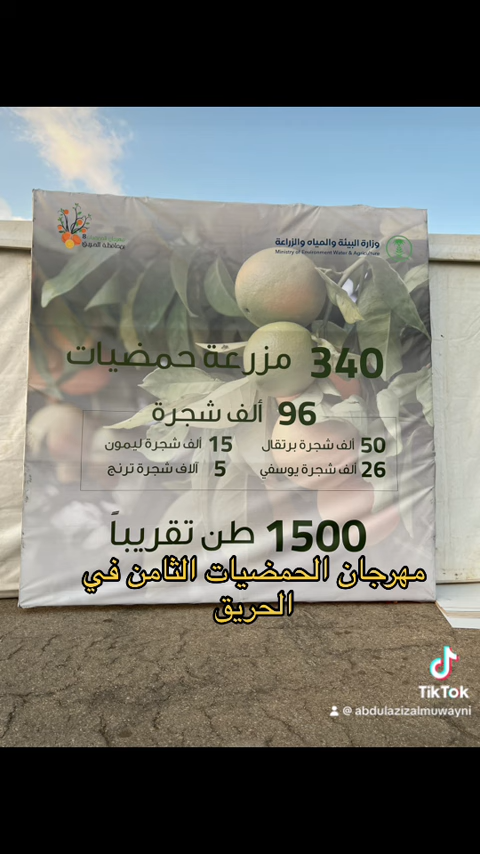 وزارة البيئة والمياه والزراعة
Ministry of Environment Water & Agriculture
340 مزرعة حمضيات
96 ألف شجرة
50 ألف شجرة برتقال 15 ألف شجرة ليمون
26 ألف شجرة يوسفي 5 آلاف شجرة ترنج
1500 طن تقريباً
مهرجان الحمضيات الثامن في
الحريق
TikTok
@ abdulazizalmuwayni